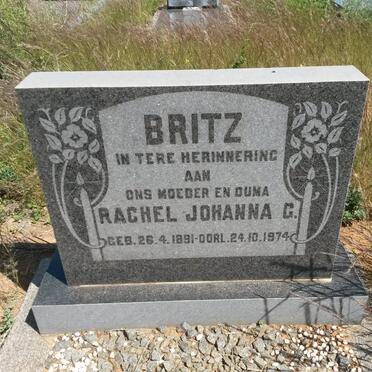 BRITZ
IN TERE HERINNERING
AAN
ONS MOEDER EN OUMA
RACHEL JOHANNA G.
GEB. 26.4.1891-OORL. 24.10.1974